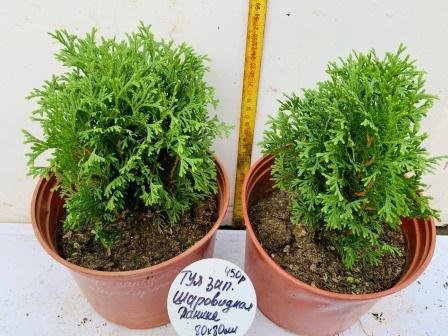 450р
Туя зап.
Шаровидная
Даника
80х80см